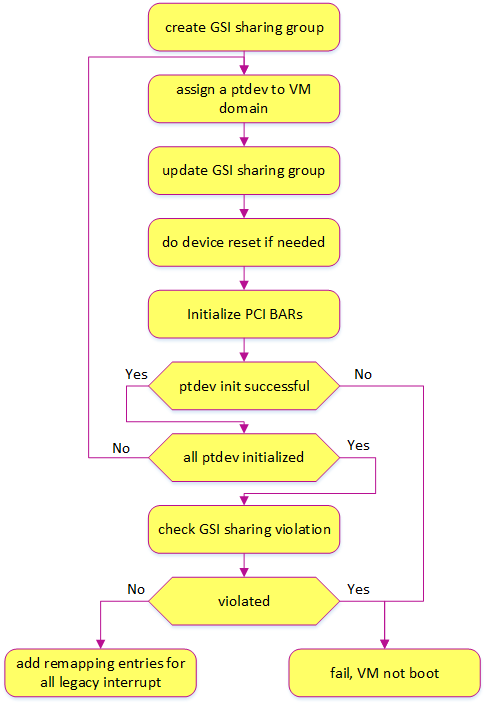 create GSI sharing group
assign a ptdev to VM
domain
update GSI sharing group
do device reset if needed
Initialize PCI BARs
Yes
No
ptdev init successful
No
Yes
all ptdev initialized
check GSI sharing violation
No
Yes
violated
add remapping entries for
all legacy interrupt
fail, VM not boot